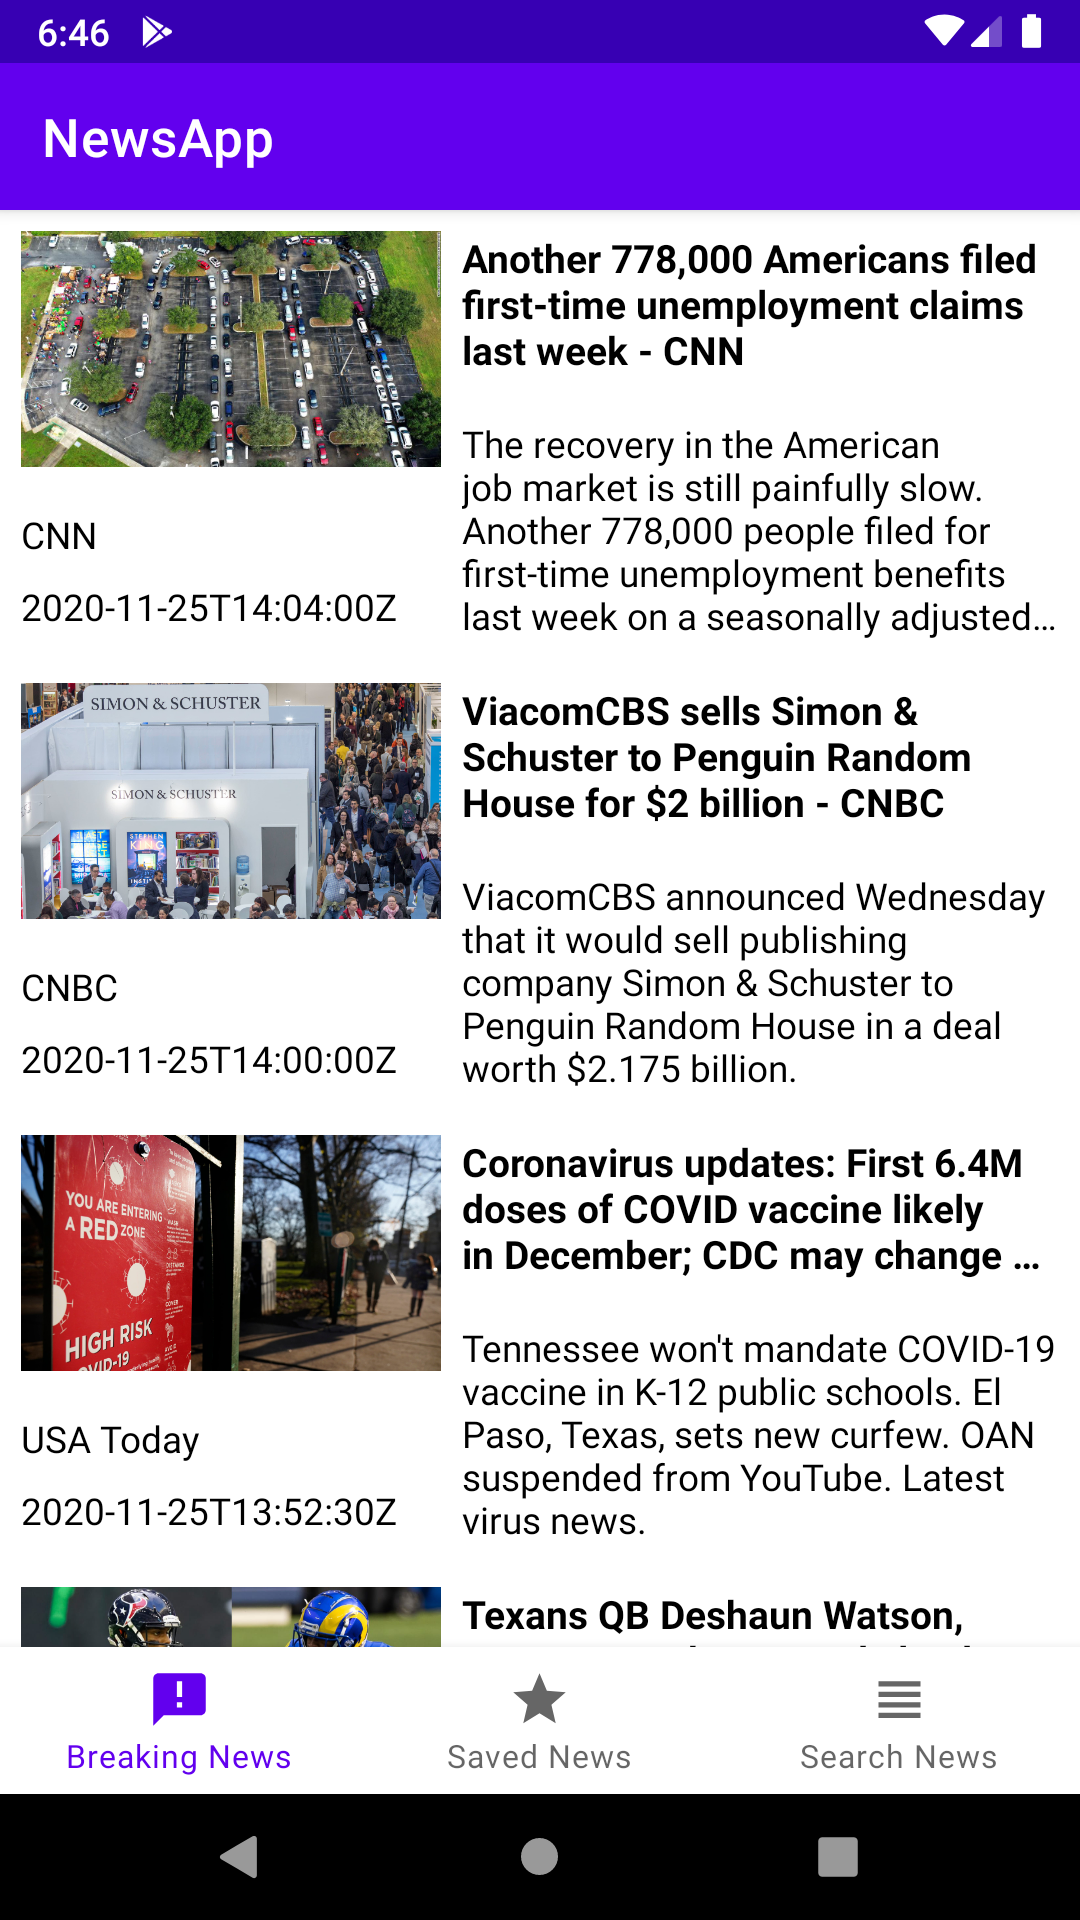 6:46
NewsApp
Another 778,000 Americans filed
first-time unemployment claims
last week - CNN
The recovery in the American
job market is still painfully slow.
Another 778,000 people filed for
first-time unemployment benefits
last week on a seasonally adjusted…
CNN
2020-11-25T14:04:00Z
SIMON & SCHUSTER
SIMON & SCHUSTER
STEPHEN
KING
ViacomCBS sells Simon &
Schuster to Penguin Random
House for $2 billion - CNBC
ViacomCBS announced Wednesday
that it would sell publishing
company Simon & Schuster to
Penguin Random House in a deal
worth $2.175 billion.
CNBC
2020-11-25T14:00:00Z
YOU ARE ENTERING
A RED ZONE
HIGH RISK
COVID-19
Coronavirus updates: First 6.4M
doses of COVID vaccine likely
in December; CDC may change …
Tennessee won't mandate COVID-19
vaccine in K-12 public schools. El
Paso, Texas, sets new curfew. OAN
suspended from YouTube. Latest
virus news.
USA Today
2020-11-25T13:52:30Z
Texans QB Deshaun Watson,
Breaking News
Saved News
Search News